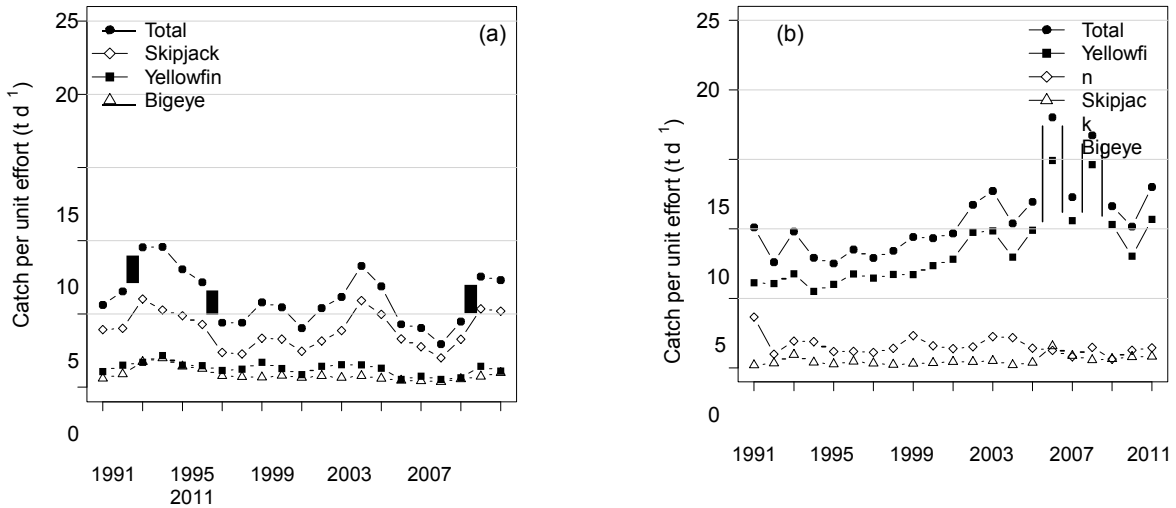 25
Total
(a)
Skipjack
Yellowfin
20
Bigeye
15
10
5
0
Catch per unit effort (t d 1)
1991
1995
1999
2003
2007
2011
25
(b)
Total
Yellowfi
n
20
Skipjac
k
Bigeye
15
10
5
0
Catch per unit effort (t d 1)
1991
1995
1999
2003
2007
2011